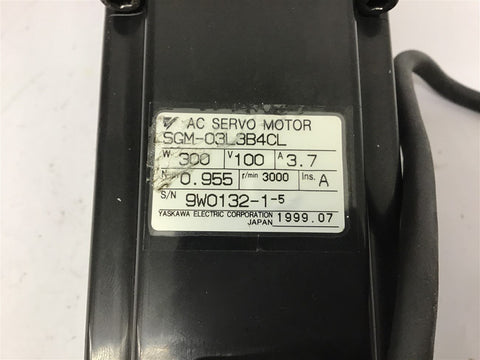 AC SERVO MOTOR
SGM-03L3B4CL
W 300 V 100 A 3.7
N 0.955 r/min 3000 Ins. A
S/N 9W0132-1-5
YASKAWA ELECTRIC CORPORATION
JAPAN 1999.07